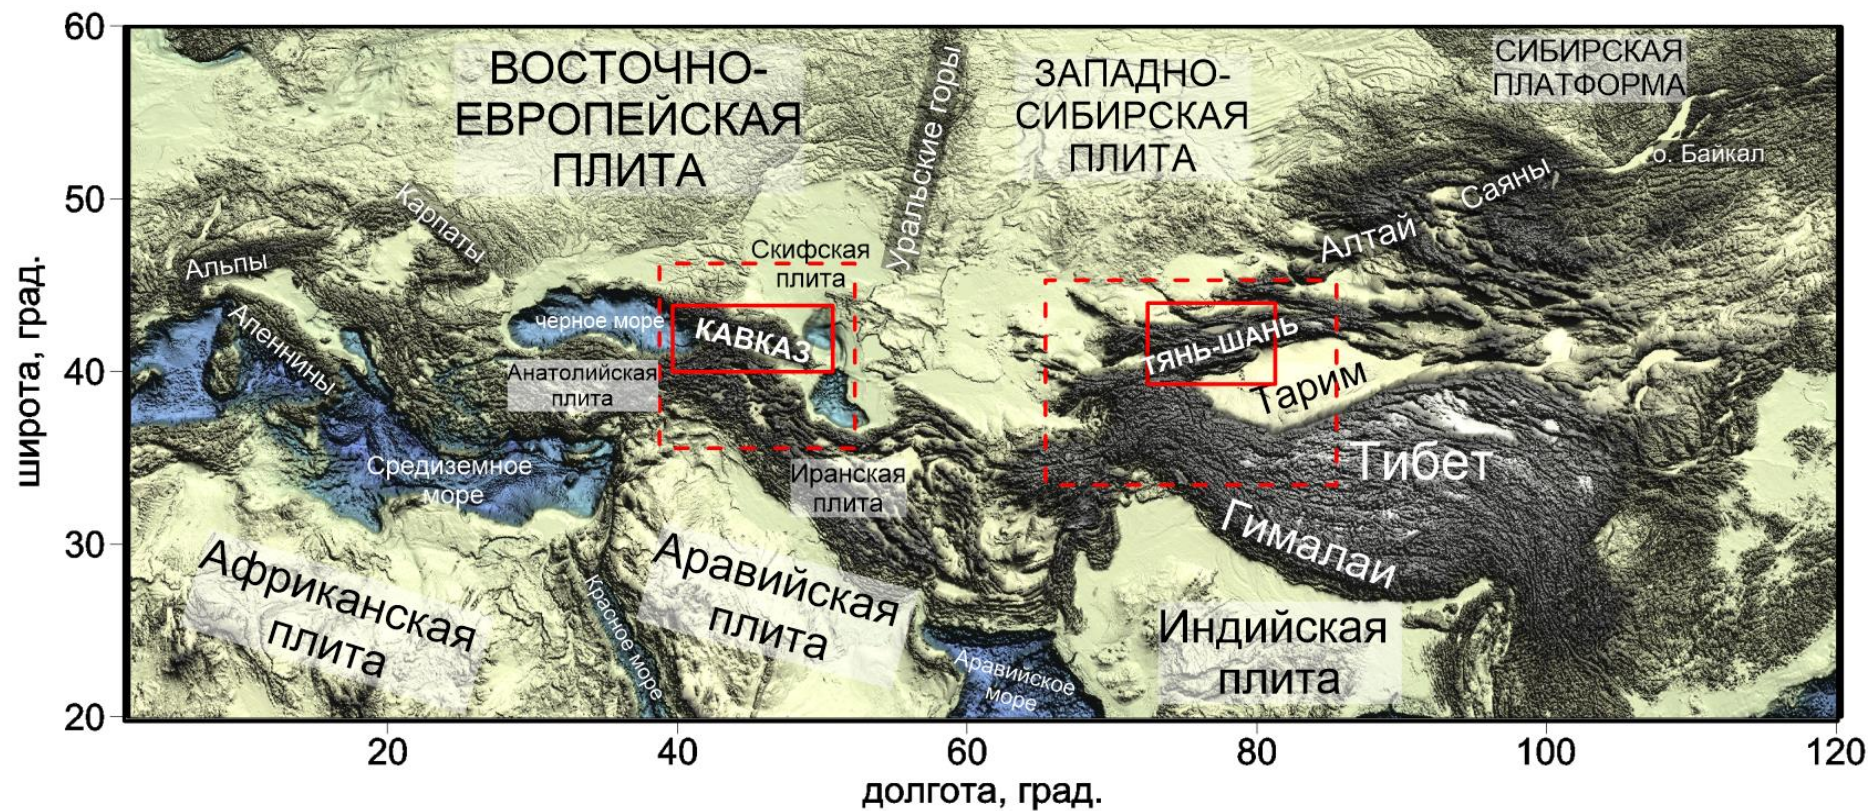 60
50
40
30
20
широта, град.
ВОСТОЧНО-
ЕВРОПЕЙСКАЯ
ПЛИТА
Уральские горы
ЗАПАДНО-
СИБИРСКАЯ
ПЛИТА
СИБИРСКАЯ
ПЛАТФОРМА
о. Байкал
Саяны
Алтай
Карпаты
Альпы
Апеннины
Скифская
плита
черное море
КАВКАЗ
ТЯНЬ-ШАНЬ
Тарим
Анатолийская
плита
Средиземное
море
Иранская
плита
Тибет
Гималаи
Африканская
плита
Красное море
Аравийская
плита
Аравийское
море
Индийская
плита
20
40
60
80
100
120
долгота, град.